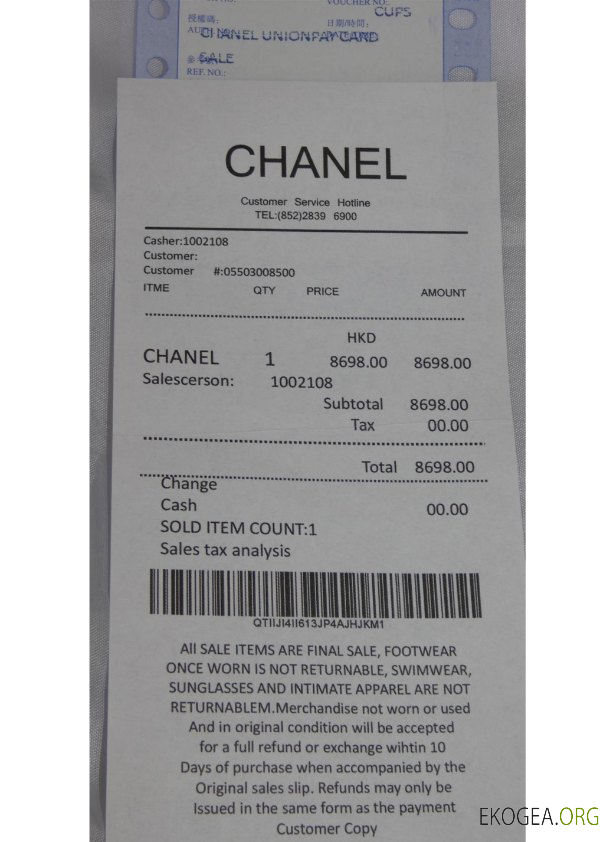 VOUCHER NO.:
CUPS
授權碼:
日期/時間:
CHANEL UNIONPAY CARD
SALE
REF. NO.:
CHANEL
Customer Service Hotline
TEL:(852)2839 6900
Casher:1002108
Customer:
Customer #:05503008500
ITME QTY PRICE AMOUNT
HKD
CHANEL 1 8698.00 8698.00
Salescerson: 1002108
Subtotal 8698.00
Tax 00.00
Total 8698.00
Change
Cash 00.00
SOLD ITEM COUNT:1
Sales tax analysis
QTIIJI4II613JP4AJHJKM1
All SALE ITEMS ARE FINAL SALE, FOOTWEAR
ONCE WORN IS NOT RETURNABLE, SWIMWEAR,
SUNGLASSES AND INTIMATE APPAREL ARE NOT
RETURNABLEM.Merchandise not worn or used
And in original condition will be accepted
for a full refund or exchange wihtin 10
Days of purchase when accompanied by the
Original sales slip. Refunds may only be
Issued in the same form as the payment
Customer Copy
EKOGEA.ORG